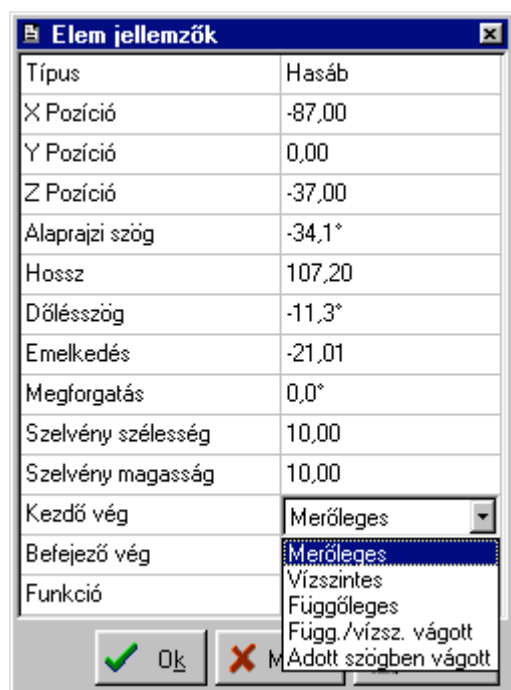 Elem jellemzők
Típus Hasáb
X Pozíció -87,00
Y Pozíció 0,00
Z Pozíció -37,00
Alaprajzi szög -34,1°
Hossz 107,20
Dőlésszög -11,3°
Emelkedés -21,01
Megforgatás 0,0°
Szelvény szélesség 10,00
Szelvény magasság 10,00
Kezdő vég Merőleges
Befejező vég Merőleges
Vízszintes
Funkció Függőleges
Függ./vízsz. vágott
Ok M Adott szögben vágott